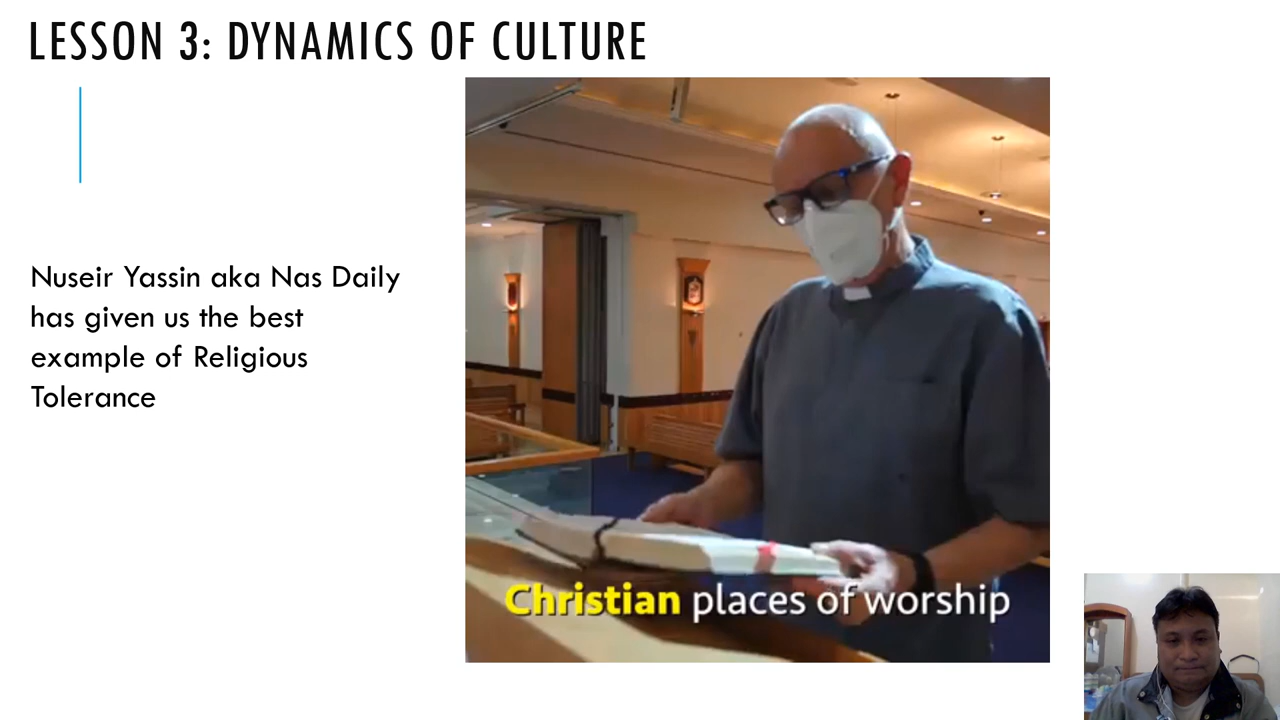 LESSON 3: DYNAMICS OF CULTURE
Nuseir Yassin aka Nas Daily
has given us the best
example of Religious
Tolerance
Christian places of worship